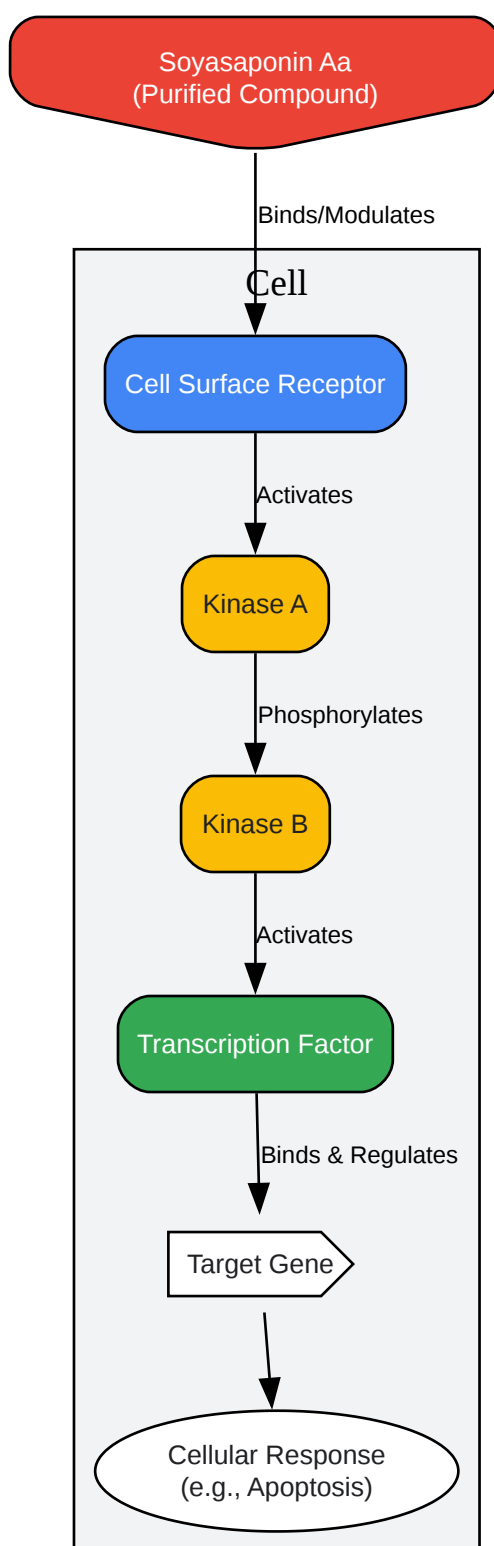 Soyasaponin Aa
(Purified Compound)
Binds/Modulates
Cell
Cell Surface Receptor
Activates
Kinase A
Phosphorylates
Kinase B
Activates
Transcription Factor
Binds & Regulates
Target Gene
Cellular Response
(e.g., Apoptosis)